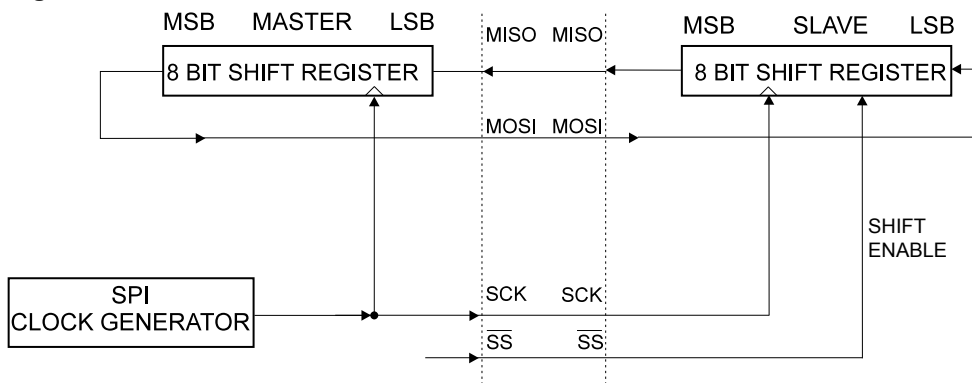 MSB MASTER LSB
MISO MISO
MSB SLAVE LSB
8 BIT SHIFT REGISTER
8 BIT SHIFT REGISTER
MOSI MOSI
SHIFT
ENABLE
SPI
CLOCK GENERATOR
SCK SCK
SS SS